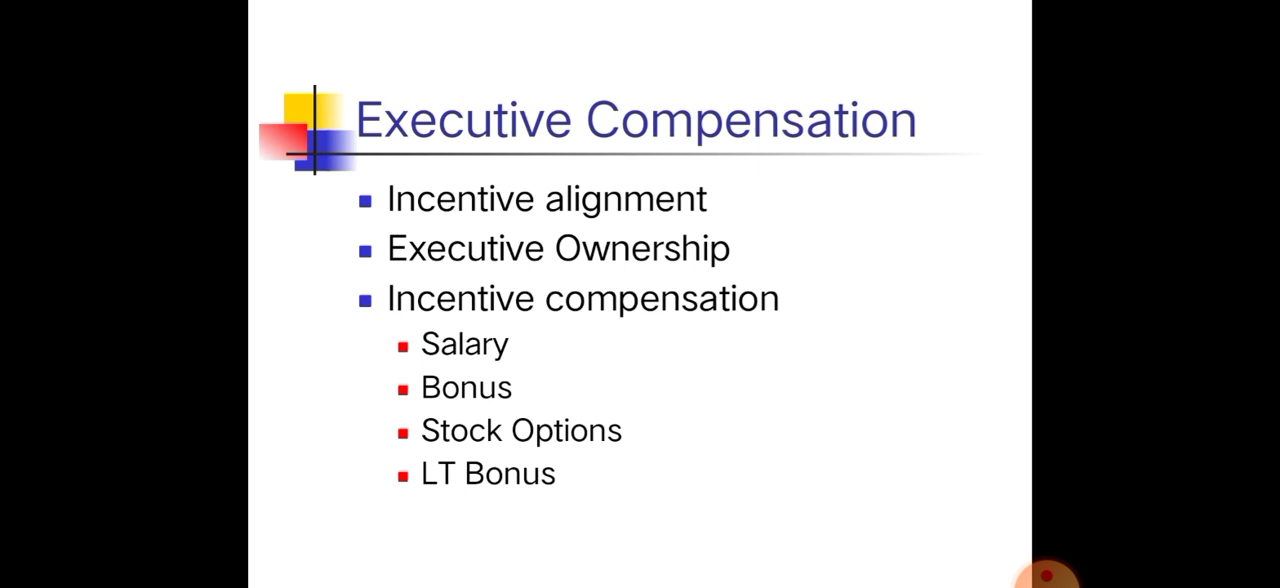 Executive Compensation
Incentive alignment
Executive Ownership
Incentive compensation
Salary
Bonus
Stock Options
LT Bonus